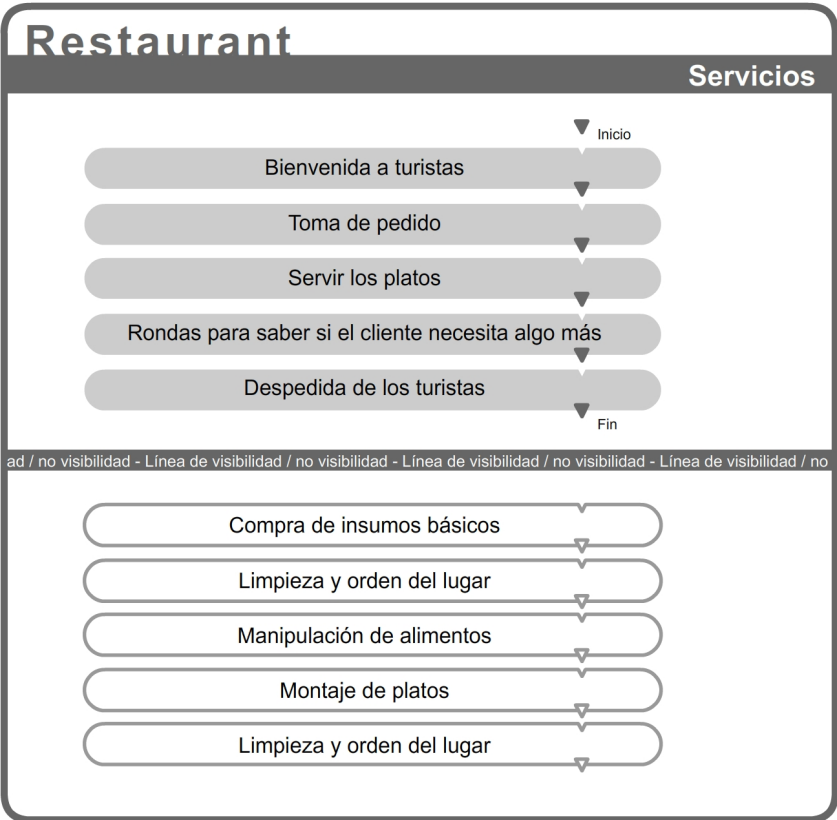 Restaurant
Servicios
Inicio
Bienvenida a turistas
Toma de pedido
Servir los platos
Rondas para saber si el cliente necesita algo más
Despedida de los turistas
Fin
ad / no visibilidad - Línea de visibilidad / no visibilidad - Línea de visibilidad / no visibilidad - Línea de visibilidad / no
Compra de insumos básicos
Limpieza y orden del lugar
Manipulación de alimentos
Montaje de platos
Limpieza y orden del lugar